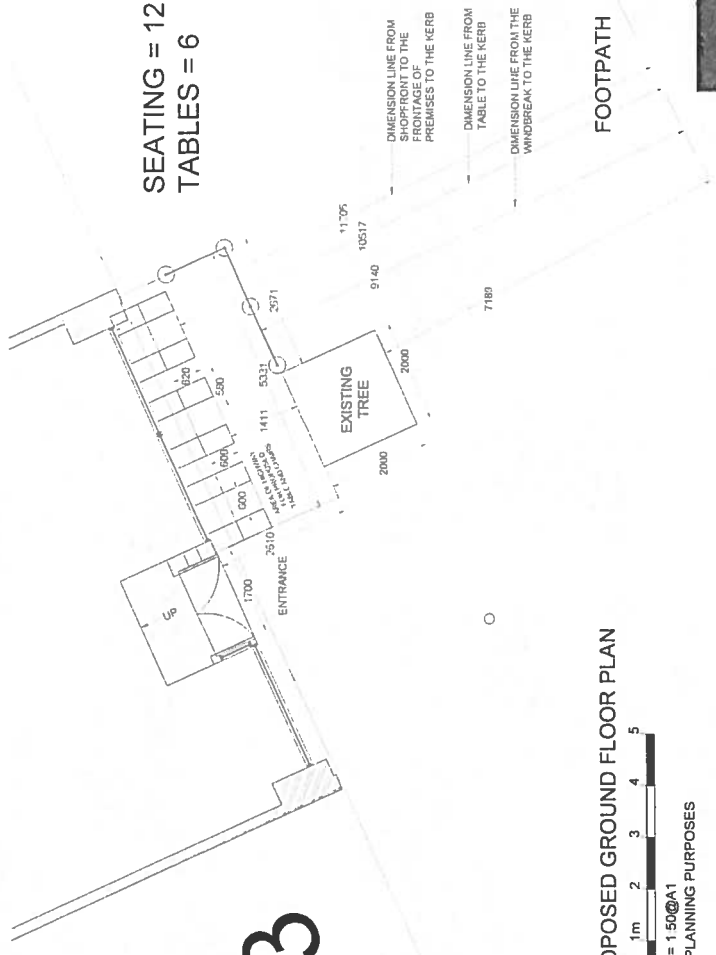 SEATING = 12
TABLES = 6
DIMENSION LINE FROM
SHOPFRONT TO THE
FRONTAGE OF
PREMISES TO THE KERB
DIMENSION LINE FROM
TABLE TO THE KERB
DIMENSION LINE FROM THE
WINDBREAK TO THE KERB
FOOTPATH
11705
10517
9140
7189
2671
5331
1411
620
580
600
600
2610
1700
ENTRANCE
UP
EXISTING
TREE
2000
2000
3
OPOSED GROUND FLOOR PLAN
1m 2 3 4 5
= 1:50@A1
PLANNING PURPOSES